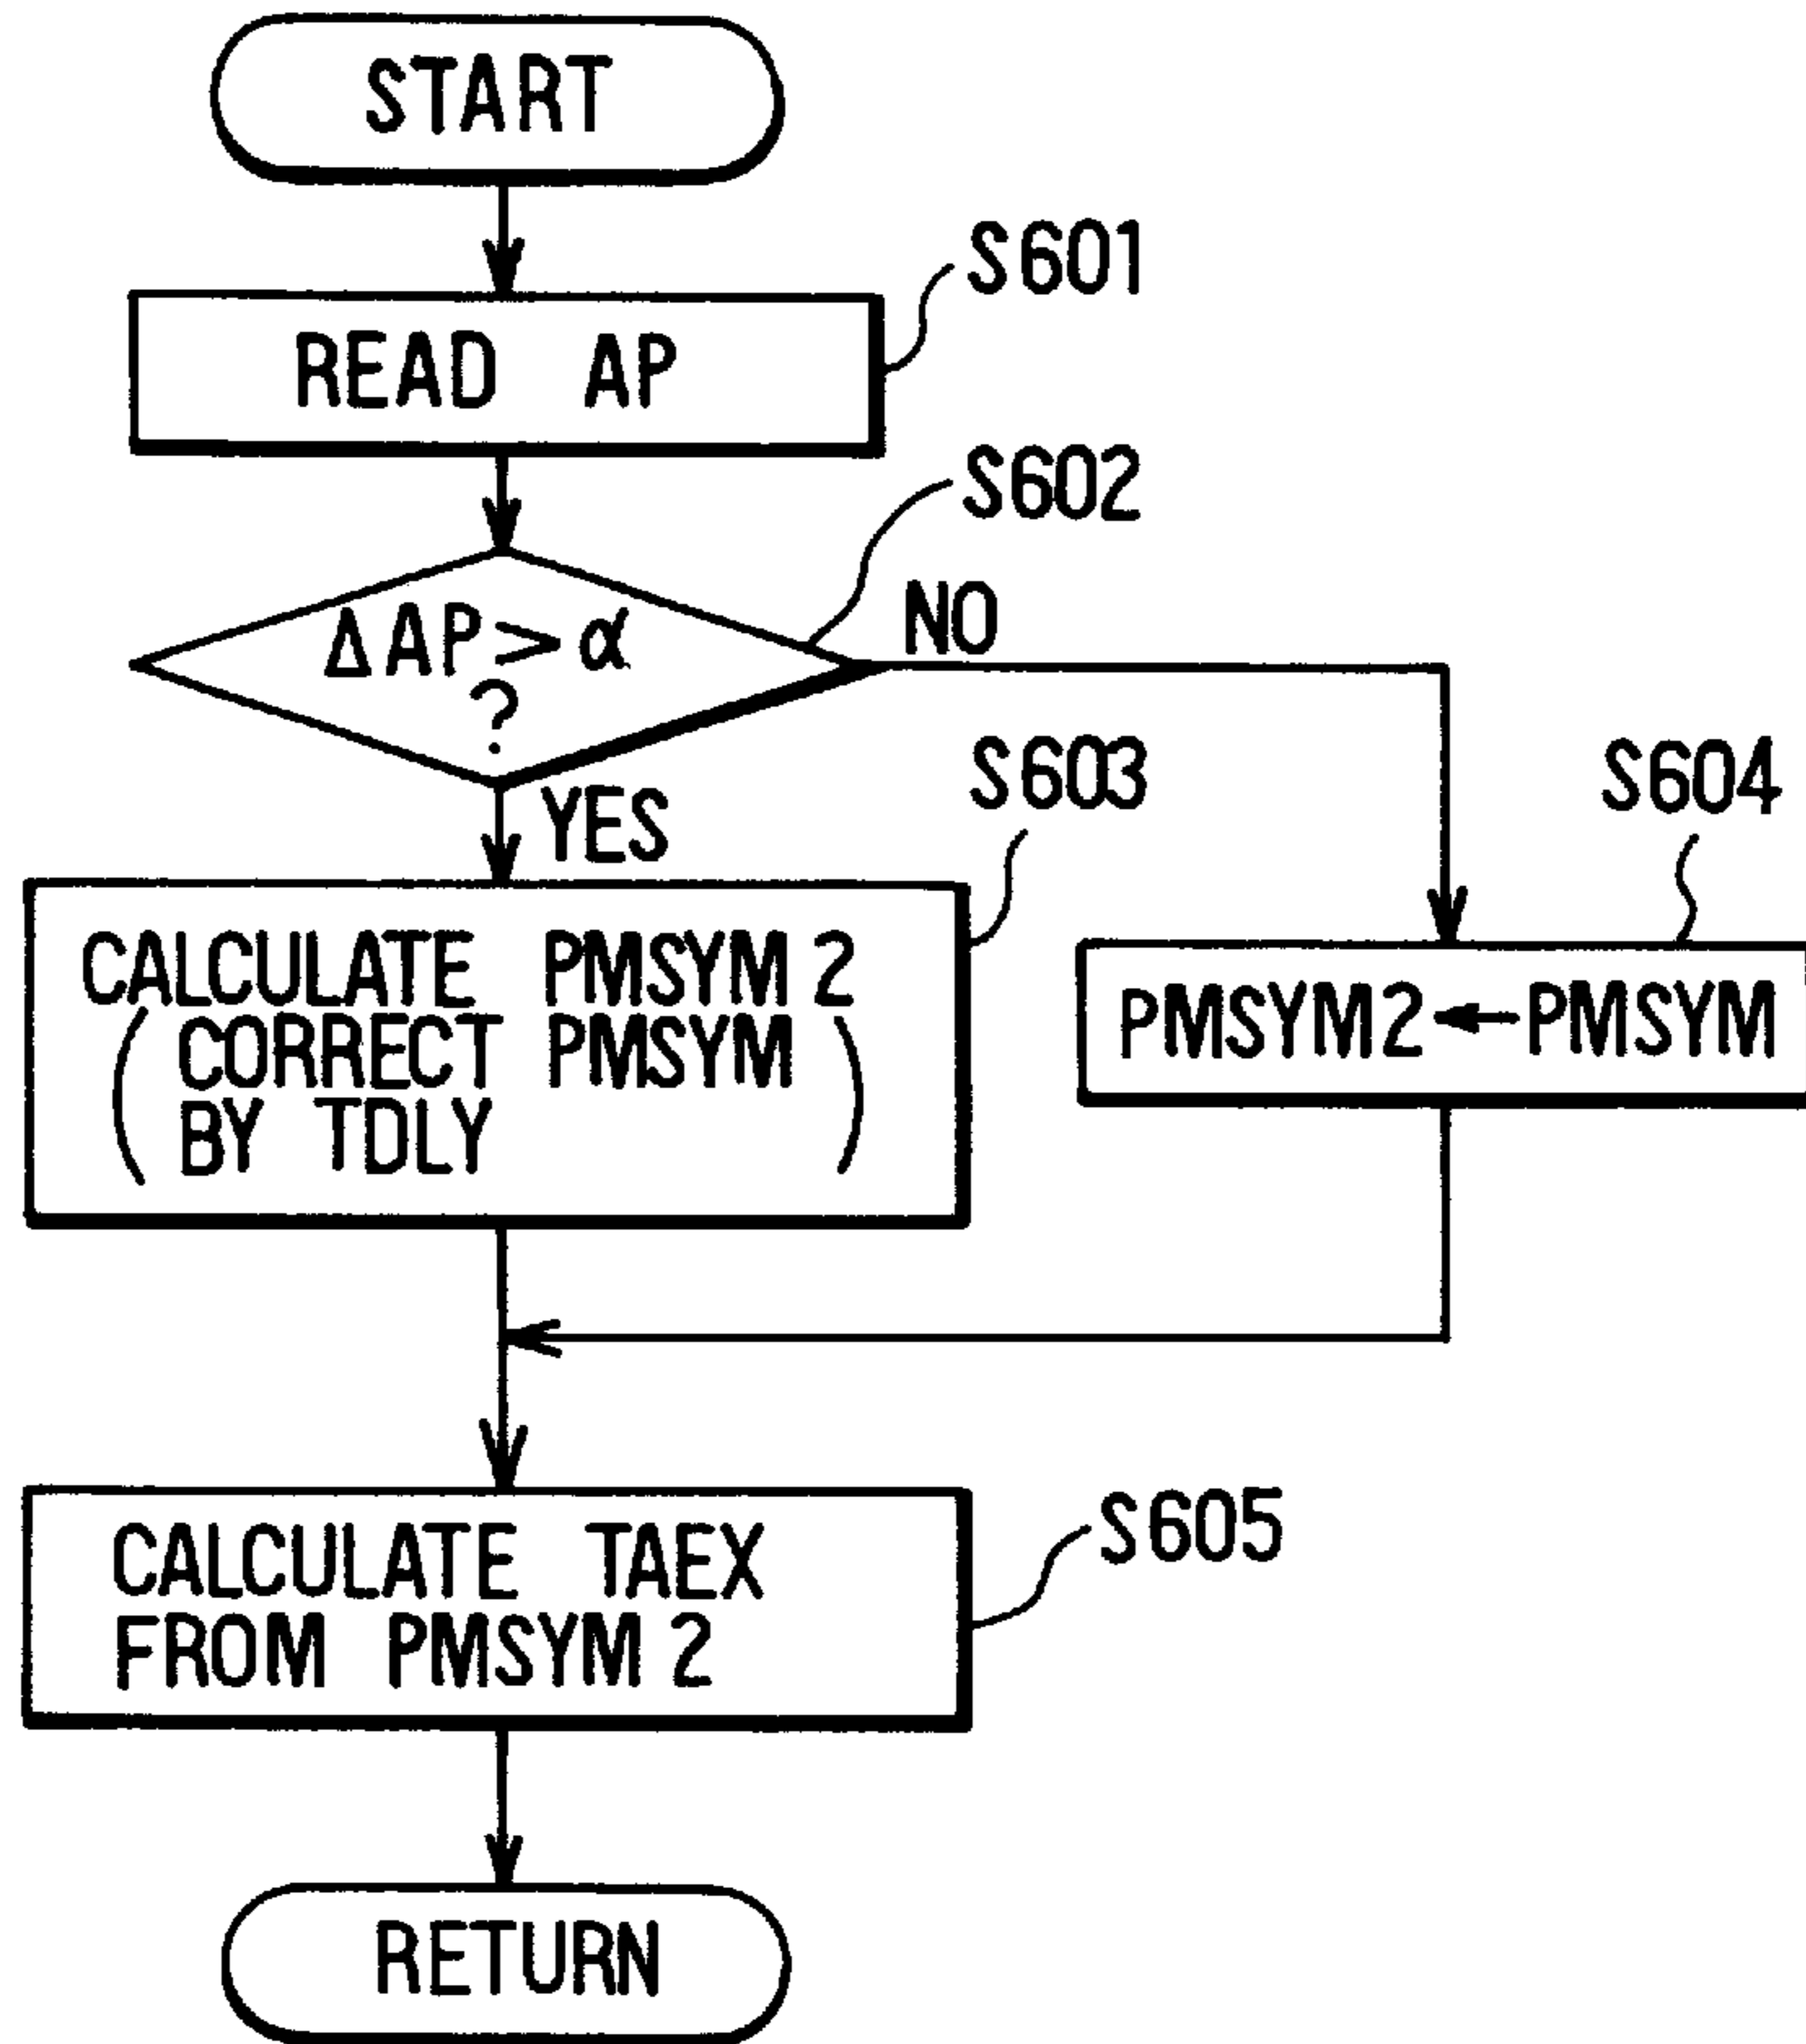 START
S601
READ AP
S602
ΔAP>α
?
NO
YES
S603
S604
CALCULATE PMSYM 2
(CORRECT PMSYM
BY TDLY)
PMSYM2←PMSYM
S605
CALCULATE TAEX
FROM PMSYM 2
RETURN